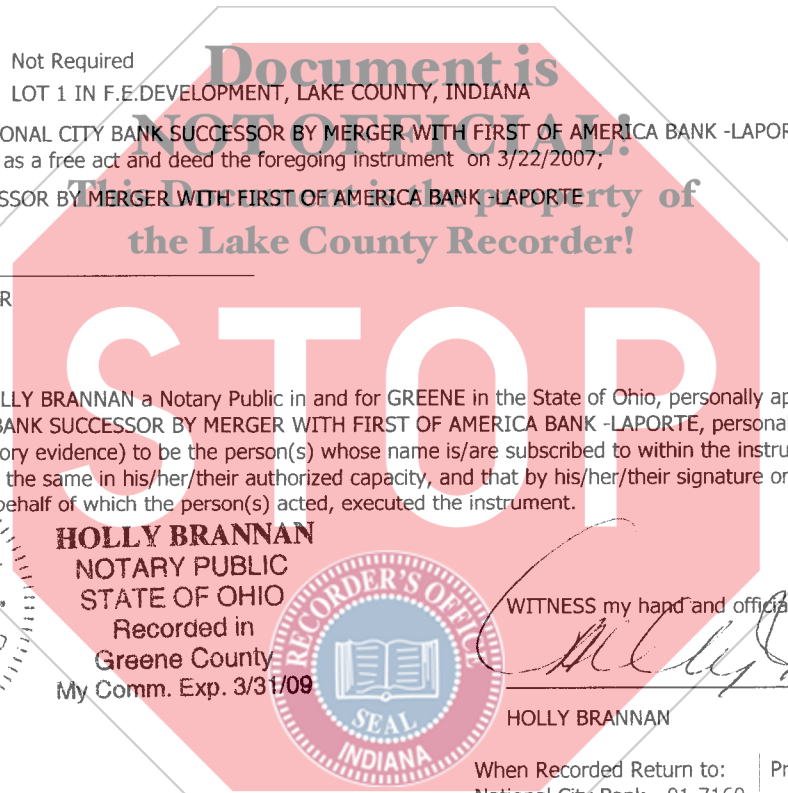 Not Required
Document is
LOT 1 IN F.E.DEVELOPMENT, LAKE COUNTY, INDIANA
NOT OFFICIAL!
ONAL CITY BANK SUCCESSOR BY MERGER WITH FIRST OF AMERICA BANK -LAPOR
as a free act and deed the foregoing instrument on 3/22/2007;
This Document is the property of
SSOR BY MERGER WITH FIRST OF AMERICA BANK -LAPORTE
the Lake County Recorder!
R
STOP
LLY BRANNAN a Notary Public in and for GREENE in the State of Ohio, personally ap
BANK SUCCESSOR BY MERGER WITH FIRST OF AMERICA BANK -LAPORTE, persona
ory evidence) to be the person(s) whose name is/are subscribed to within the instru
the same in his/her/their authorized capacity, and that by his/her/their signature or
behalf of which the person(s) acted, executed the instrument.
HOLLY BRANNAN
NOTARY PUBLIC
STATE OF OHIO
Recorded in
Greene County
My Comm. Exp. 3/31/09
RECORDER'S OFFICE
SEAL
INDIANA
WITNESS my hand and officia
HOLLY BRANNAN
When Recorded Return to:
Pr
National City Bank 01-7160